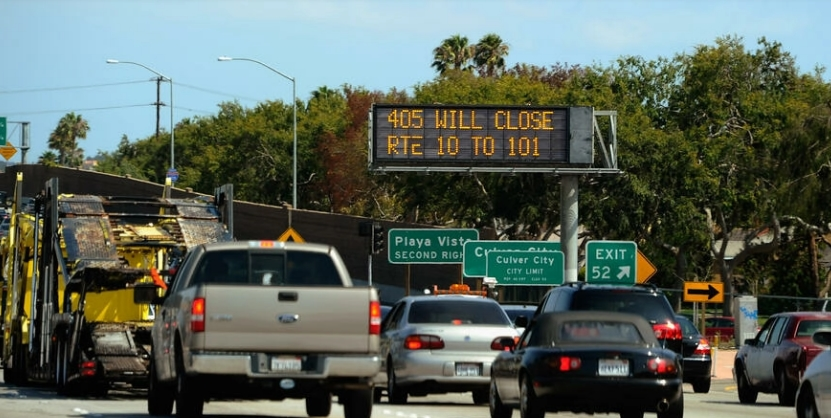 405 WILL CLOSE
RTE 10 TO 101
Playa Vista
SECOND RIGHT
Culver City
Culver City
CITY LIMIT
EXIT
52
Ford